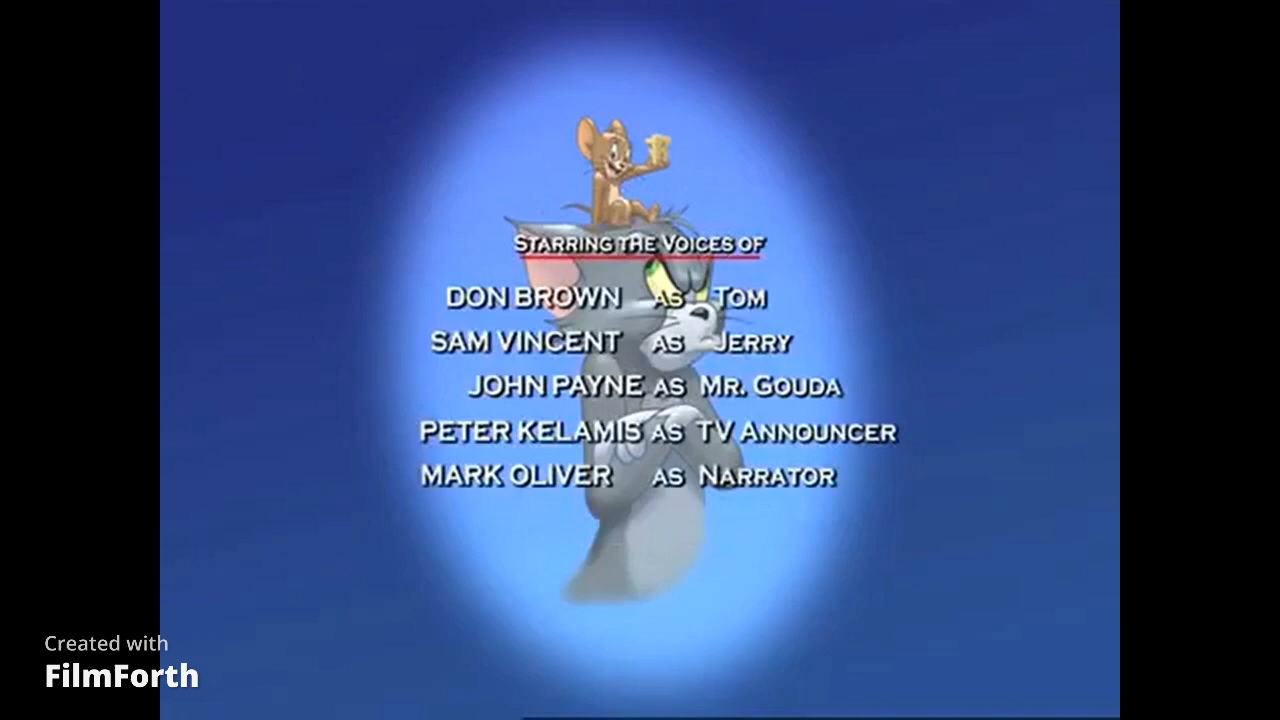 STARRING THE VOICES OF
DON BROWN AS TOM
SAM VINCENT AS JERRY
JOHN PAYNE AS MR. GOUDA
PETER KELAMIS AS TV ANNOUNCER
MARK OLIVER AS NARRATOR
Created with
FilmForth